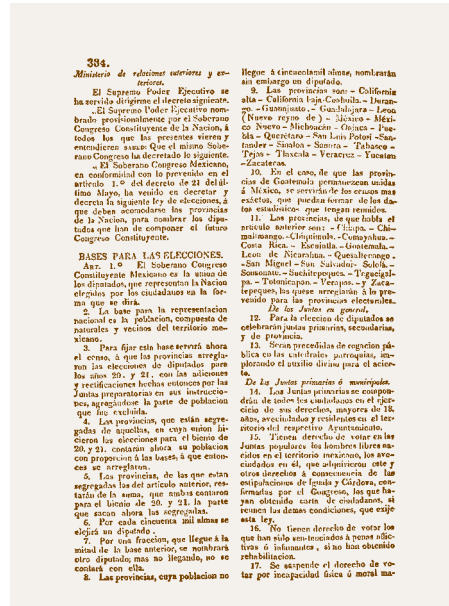 334.
Ministerio de relaciones interiores y ex-
teriores.
El Supremo Poder Ejecutivo se
ha servido dirigirme el decreto siguiente.
„El Supremo Poder Ejecutivo nom-
brado provisionalmente por el Soberano
Congreso Constituyente de la Nacion, á
todos los que las presentes vieren y
entendieren SABED: Que el mismo Sobe-
rano Congreso ha decretado lo siguiente.
„El Soberano Congreso Mexicano,
en conformidad con lo prevenido en el
artículo 1.º del decreto de 21 del úl-
timo Mayo, ha venido en decretar y
decreta la siguiente ley de elecciones, á
que deben acomodarse las provincias
de la Nacion, para nombrar los dipu-
tados que han de componer el futuro
Congreso Constituyente.
BASES PARA LAS ELECCIONES.
ART. 1.º El Soberano Congreso
Constituyente Mexicano es la union de
los diputados, que representan la Nacion
elegidos por los ciudadanos en la for-
ma que se dirá.
2. La base para la representacion
nacional es la poblacion, compuesta de
naturales y vecinos del territorio me-
xicano.
3. Para fijar esta base servirá ahora
el censo, á que las provincias arregla-
ron las elecciones de diputados para
los años 20. y 21. con las adiciones
y rectificaciones hechas entonces por las
Juntas preparatorias en sus instruccio-
nes, agregándose la parte de poblacion
que fue excluida.
4. Las provincias, que están segre-
gadas de aquellas, en cuya union hi-
cieron las elecciones para el bienio de
20. y 21. contarán ahora su poblacion
con proporcion á las bases, á que enton-
ces se arreglaron.
5. Las provincias, de las que estan
segregadas las del artículo anterior, res-
tarán de la suma, que ambas contaron
para el bienio de 20. y 21. la parte
que sacan ahora las segregadas.
6. Por cada cincuenta mil almas se
elejirá un diputado.
7. Por una fraccion, que llegue á la
mitad de la base anterior, se nombrará
otro diputado; mas no llegando, no se
contará con ella.
8. Las provincias, cuya poblacion no
llegue á cincuenta mil almas, nombrarán
sin embargo un diputado.
9. Las provincias son: - California
alta - California baja - Coahuila. - Duran-
go. - Guanajuato. - Guadalajara - Leon
(Nuevo reyno de) - México - Méxi-
co Nuevo - Michoacán - Oajaca - Pue-
bla - Querétaro - San Luis Potosí - San-
tander - Sinaloa - Sonora - Tabasco -
Tejas - Tlaxcala - Veracruz - Yucatan
- Zacatecas.
10. En el caso, de que las provin-
cias de Guatemala permanezcan unidas
á México, se servirán de los censos mas
exâctos, que puedan formar de los da-
tos estadísticos que tengan reunidos.
11. Las provincias, de que habla el
artículo anterior son: - Chiapa. - Chi-
-Chiquimula. - Comayahua. -
Costa Rica. - Escuintla. - Guatemala. -
Leon de Nicaráhua. - Quesaltenango.
- San Miguel - San Salvador - Sololá. -
Sonsonate. - Suchitepeques. - Tegucigal-
pa. - Totonicapan. - Verapas. - y Zaca-
tepeques, las que se arreglarán á lo pre-
venido para las provincias electorales.
De las Juntas en general.
12. Para la eleccion de diputados se
celebrarán juntas primarias, secundarias,
y de provincia.
13. Serán precedidas de rogacion pú-
blica en las catedrales parroquias, im-
plorando el auxilio divino para el acier-
to.
De las Juntas primarias ó municipales.
14. Las Juntas primarias se compon-
drán de todos los ciudadanos en el ejer-
cicio de sus derechos, mayores de 18.
años, avecindados y residentes en el ter-
ritorio del respectivo Ayuntamiento.
15. Tienen derecho de votar en las
Juntas populares los hombres libres na-
cidos en el territorio mexicano, los ave-
cindados en él, que adquirieron este y
otros derechos á consecuencia de las
estipulaciones de Iguala y Córdova, con-
firmadas por el Congreso, los que ha-
yan obtenido carta de ciudadanos, si
reunen las demas condiciones, que exije
esta ley.
16. No tienen derecho de votar los
que han sido sentenciados á penas aflic-
tivas ó infamantes, si no han obtenido
rehabilitacion.
17. Se suspende el derecho de vo-
tar por incapacidad física ó moral ma-